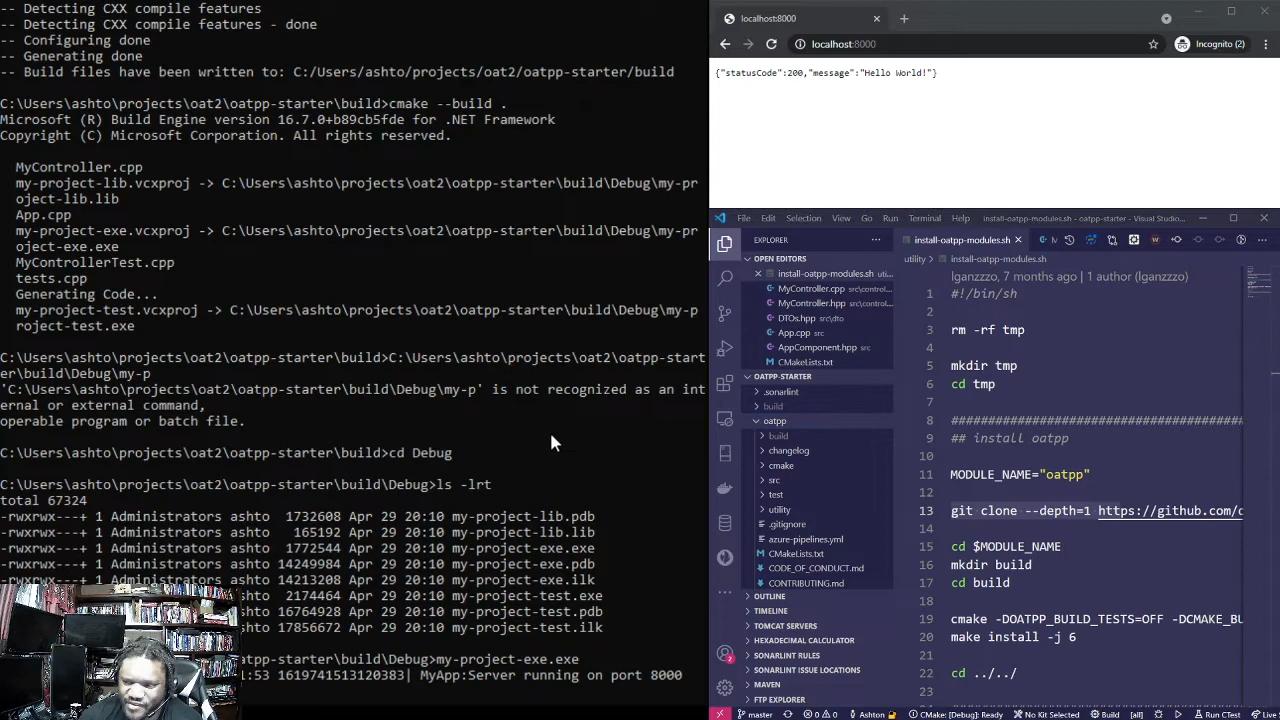 -- Detecting CXX compile features
-- Detecting CXX compile features - done
-- Configuring done
-- Generating done
-- Build files have been written to: C:/Users/ashto/projects/oat2/oatpp-starter/build
C:\Users\ashto\projects\oat2\oatpp-starter\build>cmake --build .
Microsoft (R) Build Engine version 16.7.0+b89cb5fde for .NET Framework
Copyright (C) Microsoft Corporation. All rights reserved.
MyController.cpp
my-project-lib.vcxproj -> C:\Users\ashto\projects\oat2\oatpp-starter\build\Debug\my-pr
oject-lib.lib
App.cpp
my-project-exe.vcxproj -> C:\Users\ashto\projects\oat2\oatpp-starter\build\Debug\my-pr
oject-exe.exe
MyControllerTest.cpp
tests.cpp
Generating Code...
my-project-test.vcxproj -> C:\Users\ashto\projects\oat2\oatpp-starter\build\Debug\my-p
roject-test.exe
C:\Users\ashto\projects\oat2\oatpp-starter\build>C:\Users\ashto\projects\oat2\oatpp-start
er\build\Debug\my-p
'C:\Users\ashto\projects\oat2\oatpp-starter\build\Debug\my-p' is not recognized as an int
ernal or external command,
operable program or batch file.
C:\Users\ashto\projects\oat2\oatpp-starter\build>cd Debug
C:\Users\ashto\projects\oat2\oatpp-starter\build\Debug>ls -lrt
total 67324
-rwxrwx---+ 1 Administrators ashto  1732608 Apr 29 20:10 my-project-lib.pdb
-rwxrwx---+ 1 Administrators ashto   165192 Apr 29 20:10 my-project-lib.lib
-rwxrwx---+ 1 Administrators ashto  1772544 Apr 29 20:10 my-project-exe.exe
-rwxrwx---+ 1 Administrators ashto 14249984 Apr 29 20:10 my-project-exe.pdb
-rwxrwx---+ 1 Administrators ashto 14213208 Apr 29 20:10 my-project-exe.ilk
ashto  2174464 Apr 29 20:10 my-project-test.exe
ashto 16764928 Apr 29 20:10 my-project-test.pdb
ashto 17856672 Apr 29 20:10 my-project-test.ilk
atpp-starter\build\Debug>my-project-exe.exe
:53 1619741513120383| MyApp:Server running on port 8000
localhost:8000
localhost:8000
Incognito (2)
{"statusCode":200,"message":"Hello World!"}
File Edit Selection View Go Run Terminal Help install-oatpp-modules.sh - oatpp-starter - Visual Studio...
EXPLORER
OPEN EDITORS
install-oatpp-modules.sh uti...
MyController.cpp src\control...
MyController.hpp src\contro...
DTOs.hpp src\dto
App.cpp src
AppComponent.hpp src
CMakeLists.txt
OATPP-STARTER
.sonarlint
build
oatpp
build
changelog
cmake
src
test
utility
.gitignore
azure-pipelines.yml
CMakeLists.txt
CODE_OF_CONDUCT.md
CONTRIBUTING.md
OUTLINE
TIMELINE
TOMCAT SERVERS
HEXADECIMAL CALCULATOR
SONARLINT RULES
SONARLINT ISSUE LOCATIONS
MAVEN
FTP EXPLORER
install-oatpp-modules.sh
utility > install-oatpp-modules.sh
lganzzzo, 7 months ago | 1 author (lganzzzo)
1 #!/bin/sh
2
3 rm -rf tmp
4
5 mkdir tmp
6 cd tmp
7
8 ######################################
9 ## install oatpp
10
11 MODULE_NAME="oatpp"
12
13 git clone --depth=1 https://github.com/o
14
15 cd $MODULE_NAME
16 mkdir build
17 cd build
18
19 cmake -DOATPP_BUILD_TESTS=OFF -DCMAKE_BU
20 make install -j 6
21
22 cd ../../
23
2
master 0 0 Ashton CMake: [Debug]: Ready No Kit Selected Build [all] Run CTest Live